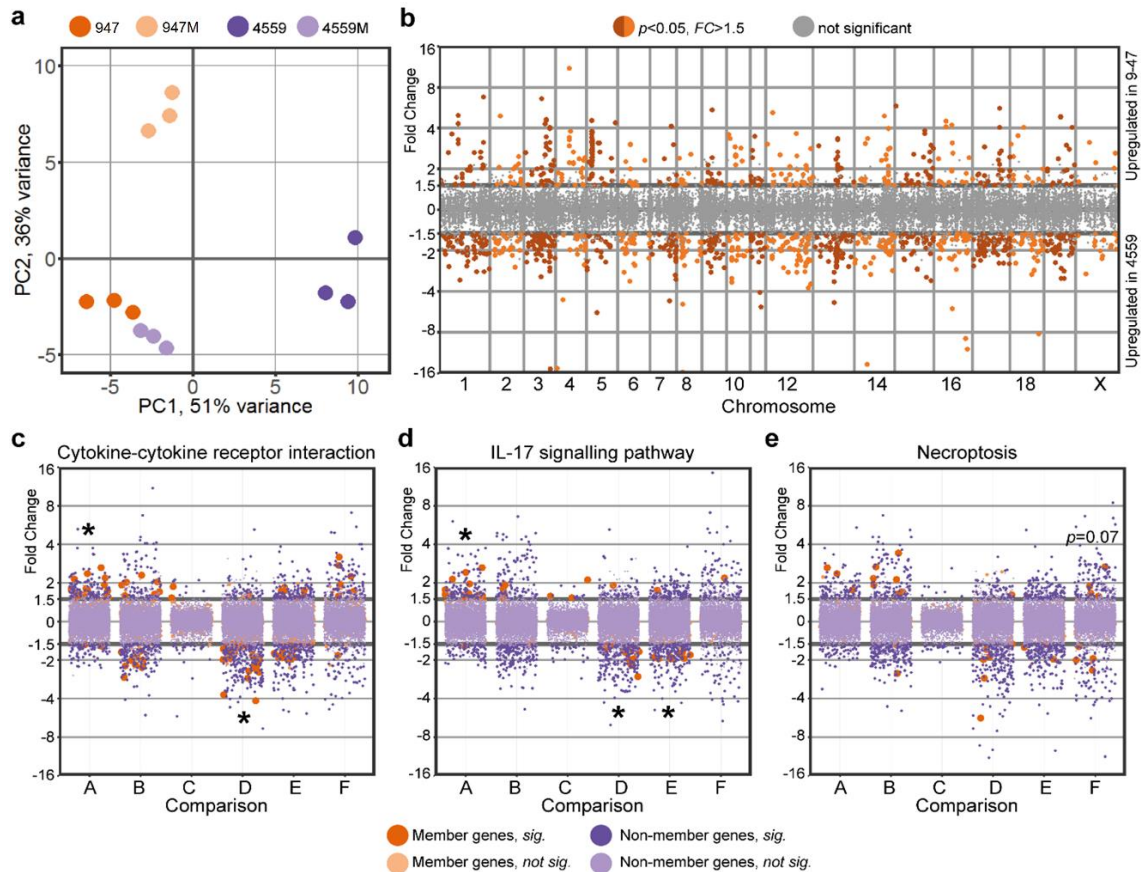 a
947 947M 4559 4559M
10
5
0
-5
-5 0 5 10
PC2, 36% variance
PC1, 51% variance
b
p<0.05, FC>1.5 not significant
16
8
4
2
1.5
0
-1.5
-2
-4
-8
-16
Fold Change
Upregulated in 9-47
Upregulated in 4559
1 2 3 4 5 6 7 8 10 12 14 16 18 X
Chromosome
c
Cytokine-cytokine receptor interaction
16
8
4
2
1.5
0
-1.5
-2
-4
-8
-16
Fold Change
*
*
A B C D E F
Comparison
d
IL-17 signalling pathway
16
8
4
2
1.5
0
-1.5
-2
-4
-8
-16
Fold Change
*
* *
A B C D E F
Comparison
e
Necroptosis
16
8
4
2
1.5
0
-1.5
-2
-4
-8
-16
Fold Change
p=0.07
A B C D E F
Comparison
Member genes, sig. Non-member genes, sig.
Member genes, not sig. Non-member genes, not sig.